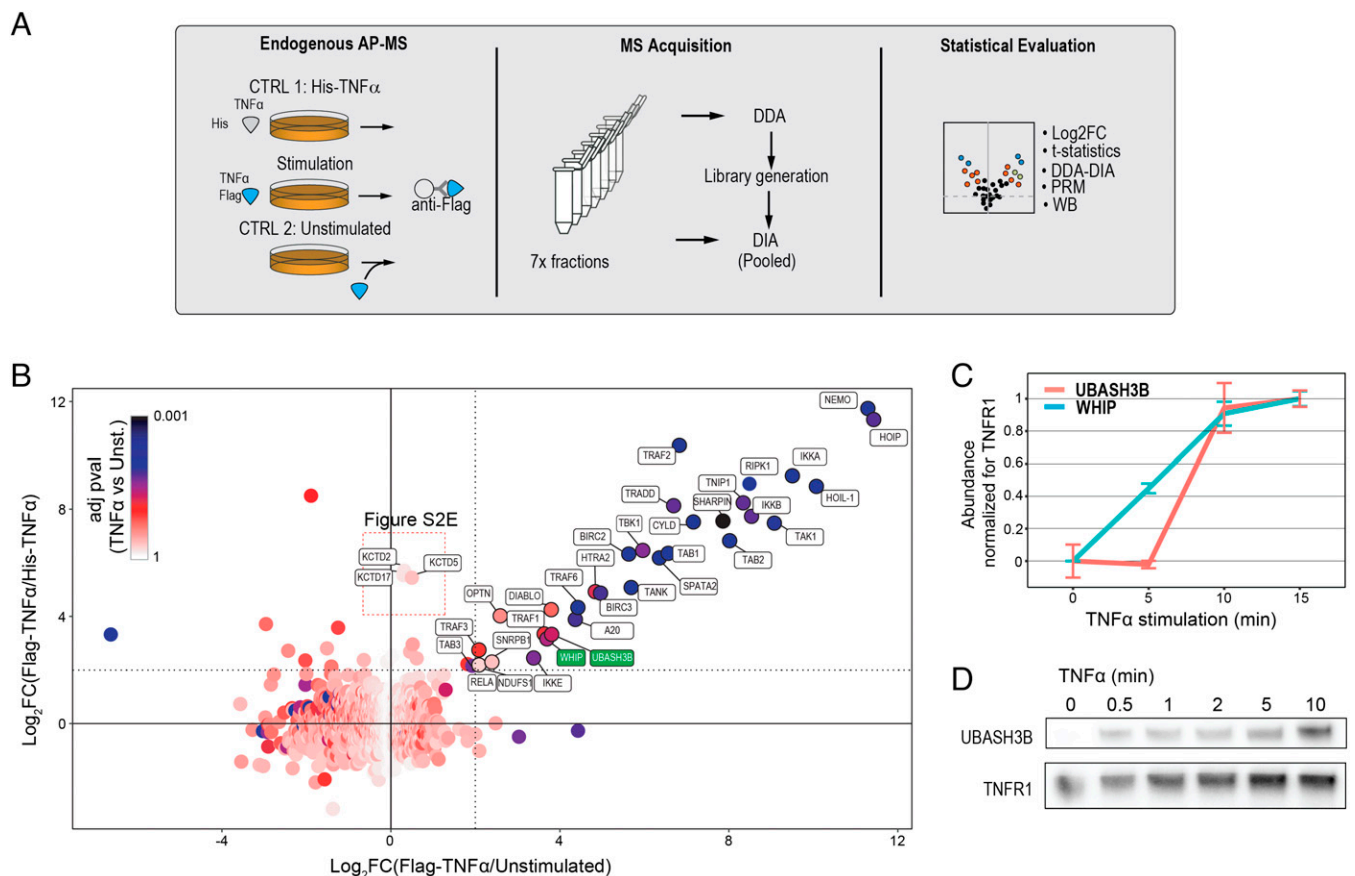 A
Endogenous AP-MS
MS Acquisition
Statistical Evaluation
CTRL 1: His-TNFα
TNFα
His
Stimulation
TNFα
Flag
anti-Flag
CTRL 2: Unstimulated
7x fractions
DDA
Library generation
DIA
(Pooled)
• Log2FC
• t-statistics
• DDA-DIA
• PRM
• WB
B
Log₂FC(Flag-TNFα/His-TNFα)
12
8
4
0
adj pval
(TNFα vs Unst.)
0.001
1
Figure S2E
KCTD2
KCTD5
KCTD17
NEMO
HOIP
TRAF2
RIPK1
IKKA
TNIP1
HOIL-1
TRADD
SHARPIN
IKKB
TBK1
CYLD
TAK1
BIRC2
TAB1
TAB2
HTRA2
SPATA2
TRAF6
TANK
OPTN
DIABLO
BIRC3
TRAF1
A20
TRAF3
SNRPB1
TAB3
WHIP
UBASH3B
RELA
NDUFS1
IKKE
-4
0
4
8
12
Log₂FC(Flag-TNFα/Unstimulated)
C
UBASH3B
WHIP
Abundance
normalized for TNFR1
1
0.8
0.6
0.4
0.2
0
0
5
10
15
TNFα stimulation (min)
D
TNFα (min)
0 0.5 1 2 5 10
UBASH3B
TNFR1